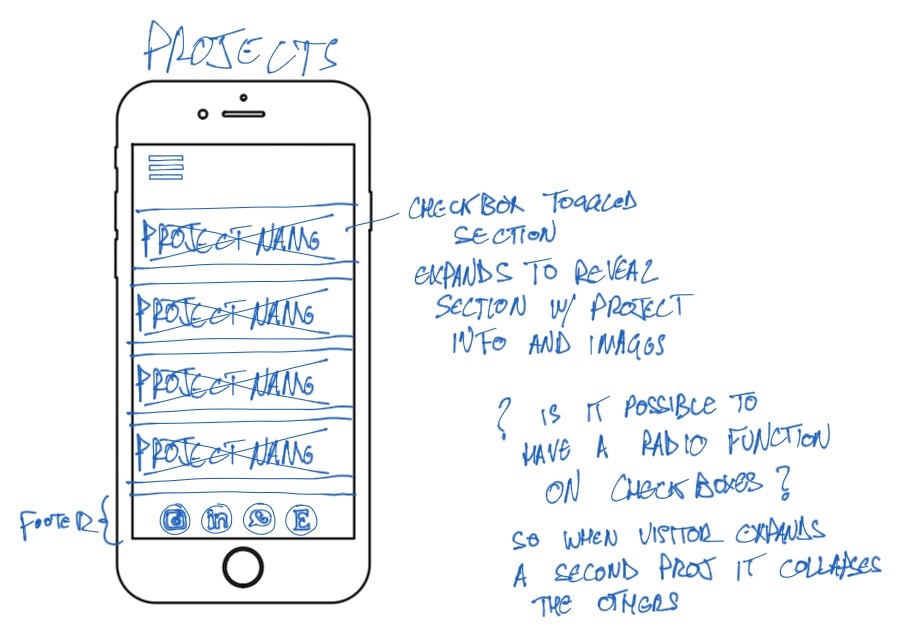 PROJECTS
PROJECT NAME
PROJECT NAME
PROJECT NAME
PROJECT NAME
FOOTER
in
E
CHECKBOX TOGGLED
SECTION
EXPANDS TO REVEAL
SECTION W/ PROJECT
INFO AND IMAGES
? IS IT POSSIBLE TO
HAVE A RADIO FUNCTION
ON CHECKBOXES?
SO WHEN VISITOR EXPANDS
A SECOND PROJ IT COLLAPSES
THE OTHERS